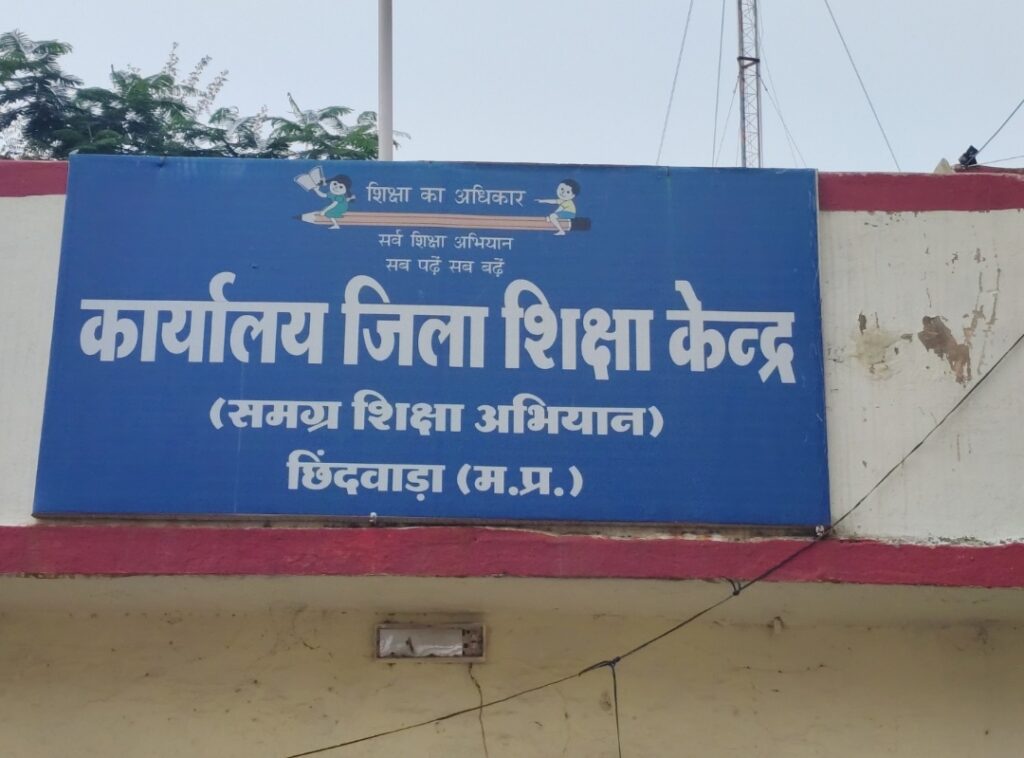 शिक्षा का अधिकार
सर्व शिक्षा अभियान
सब पढ़ें सब बढ़ें
कार्यालय जिला शिक्षा केन्द्र
(समग्र शिक्षा अभियान)
छिंदवाड़ा (म.प्र.)